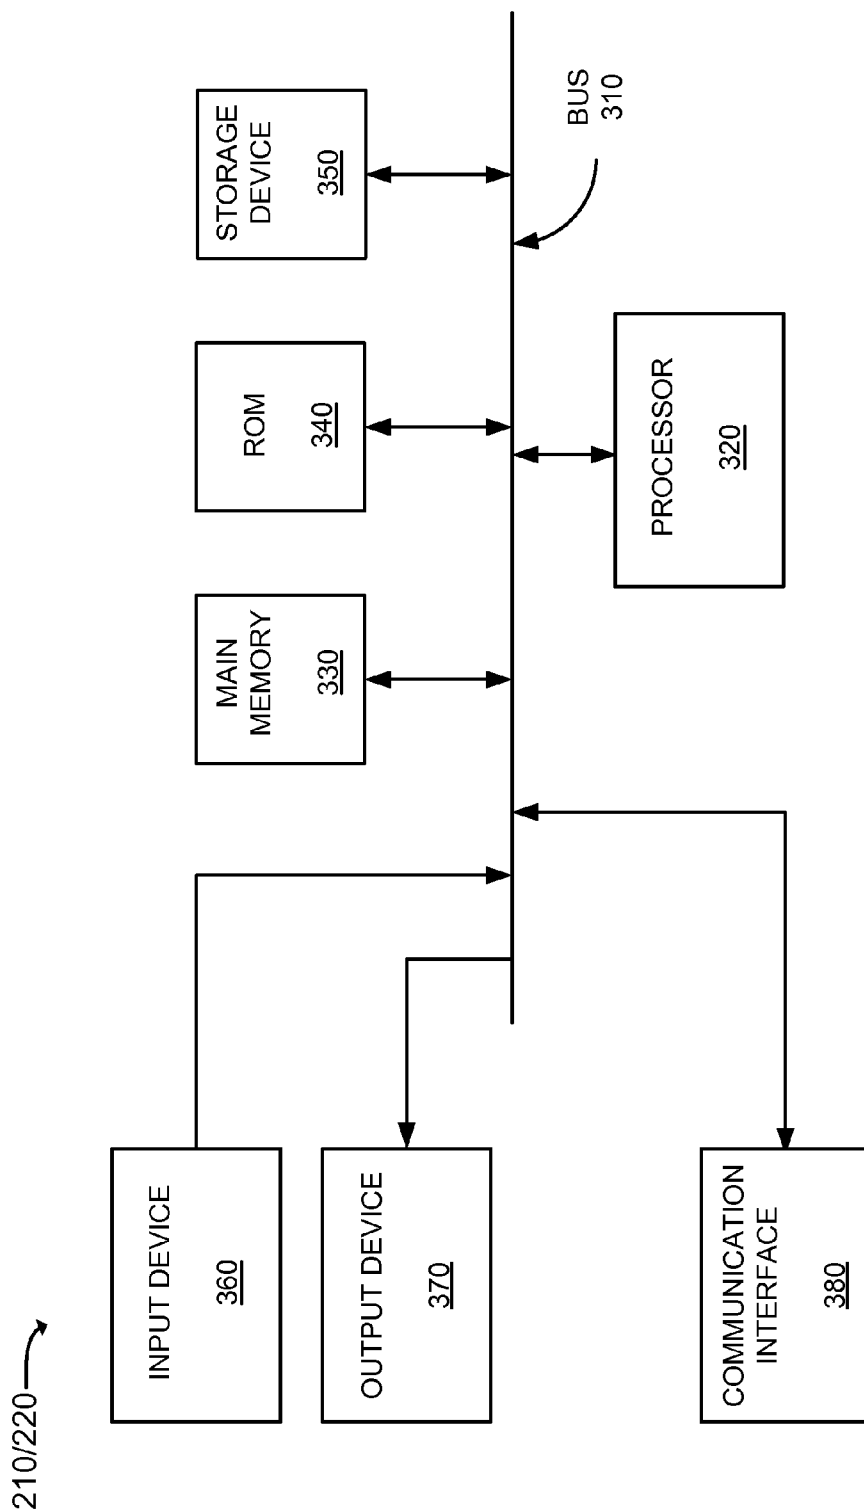 210/220
INPUT DEVICE
360
OUTPUT DEVICE
370
COMMUNICATION
INTERFACE
380
MAIN
MEMORY
330
ROM
340
STORAGE
DEVICE
350
PROCESSOR
320
BUS
310